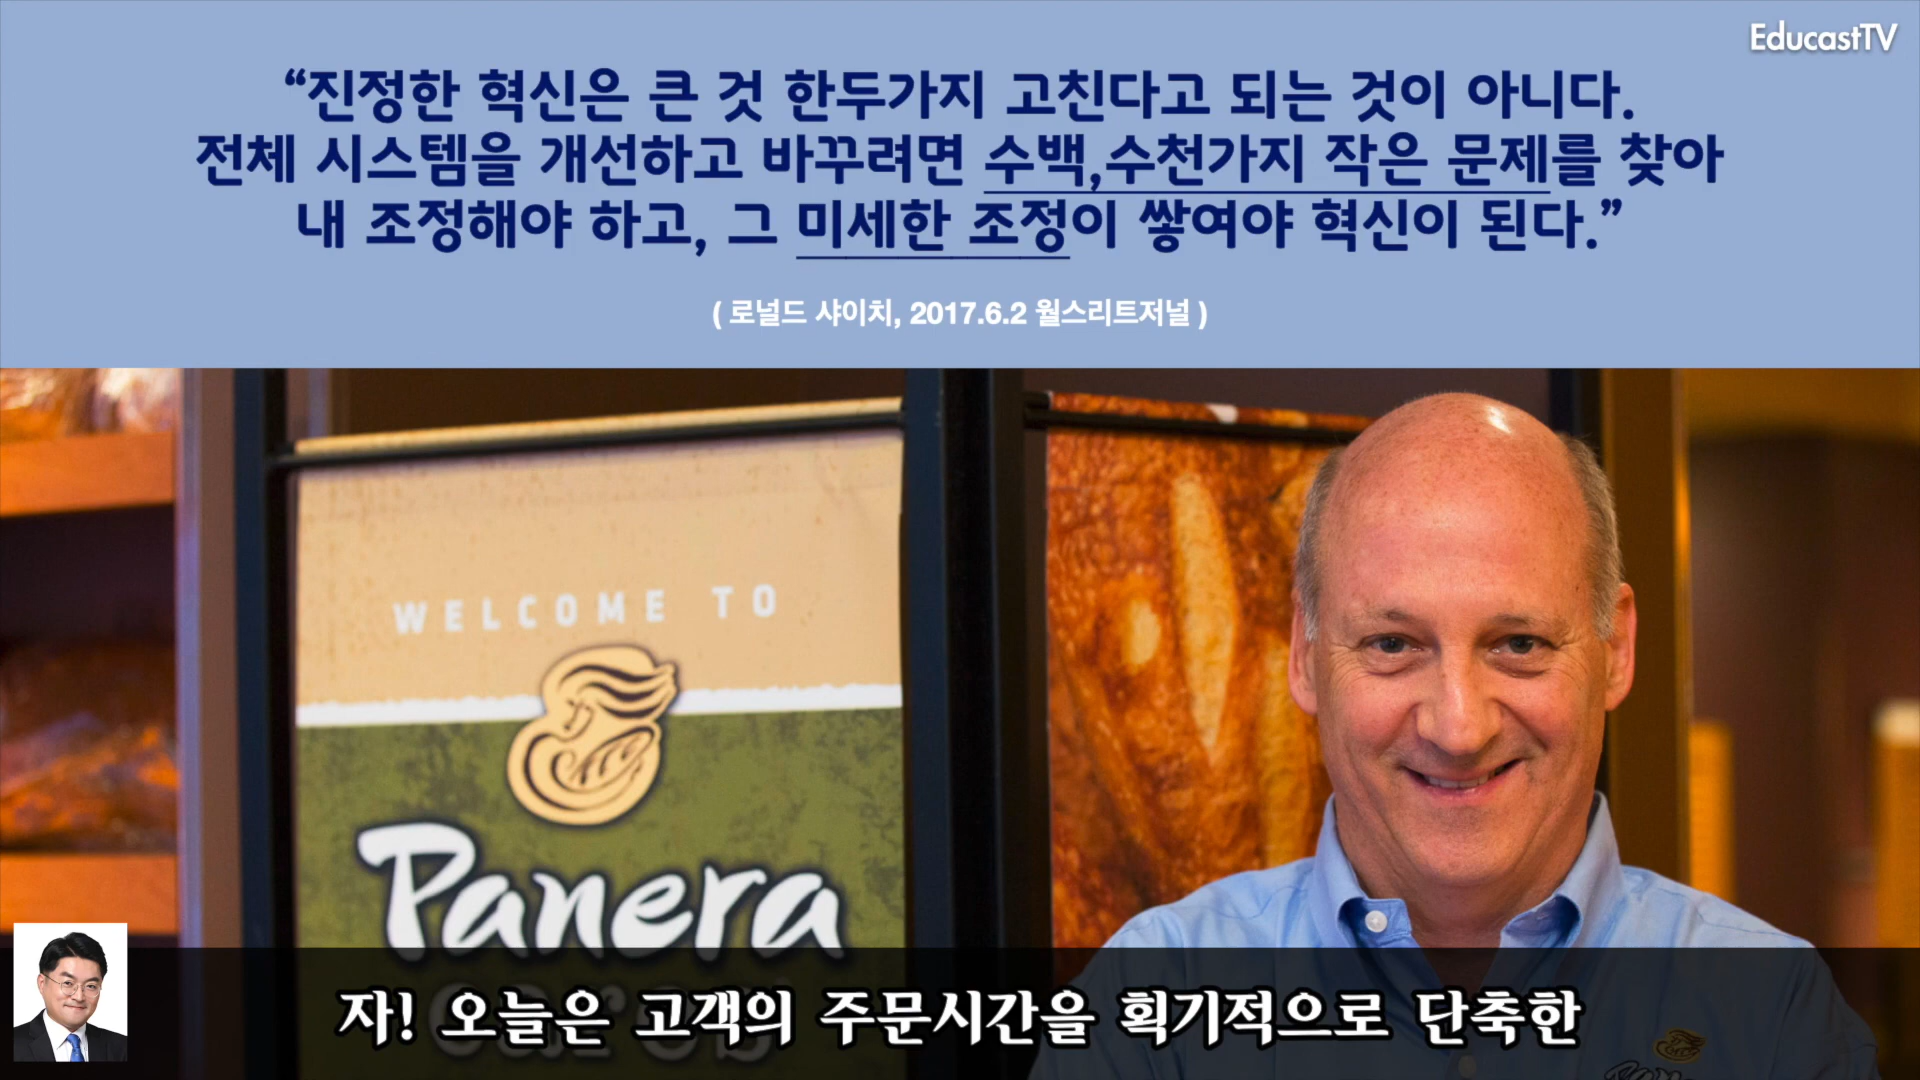 EducastTV
“진정한 혁신은 큰 것 한두가지 고친다고 되는 것이 아니다.
전체 시스템을 개선하고 바꾸려면 수백,수천가지 작은 문제를 찾아
내 조정해야 하고, 그 미세한 조정이 쌓여야 혁신이 된다.”
( 로널드 샤이치, 2017.6.2 월스리트저널 )
WELCOME TO
Panera
cares
자! 오늘은 고객의 주문시간을 획기적으로 단축한